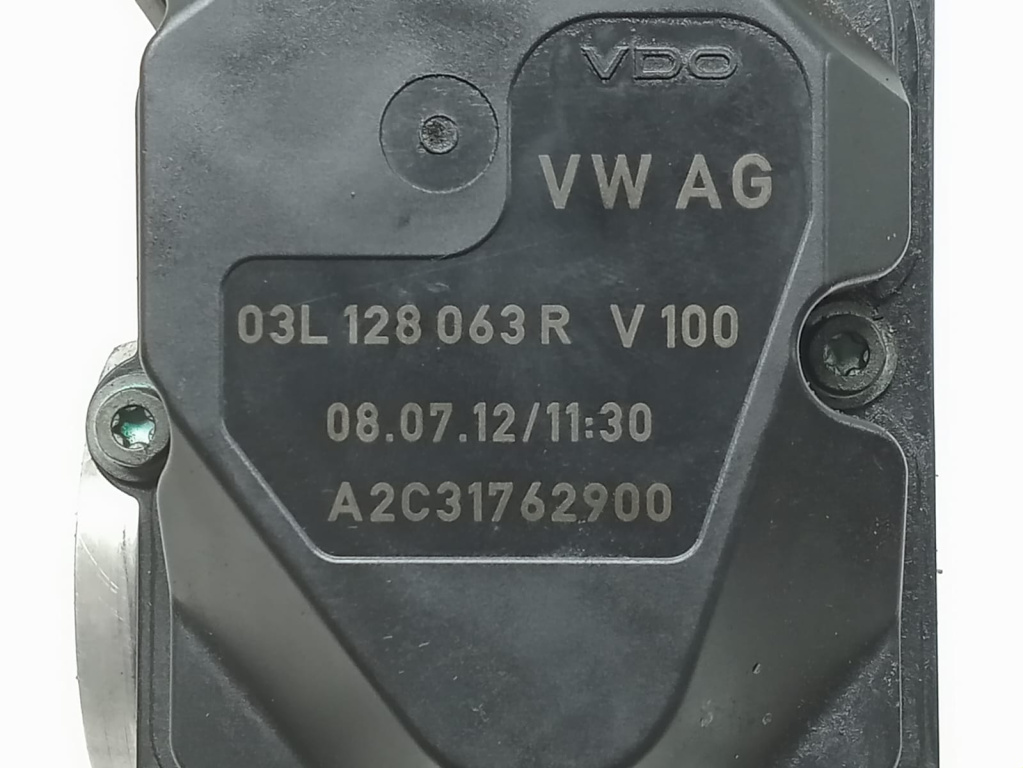 VDO
VW AG
03L 128 063 R V 100
08.07.12/11:30
A2C31762900